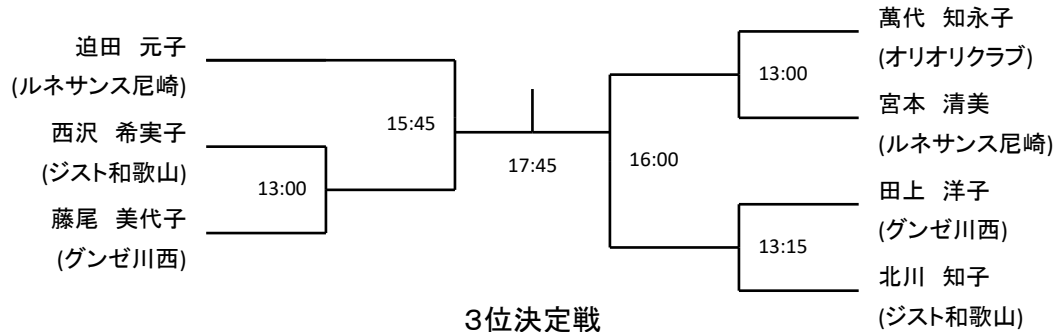 迫田　元子
(ルネサンス尼崎)
西沢　希実子
(ジスト和歌山)
藤尾　美代子
(グンゼ川西)
13:00
15:45
17:45
16:00
13:00
13:15
萬代　知永子
(オリオリクラブ)
宮本　清美
(ルネサンス尼崎)
田上　洋子
(グンゼ川西)
北川　知子
(ジスト和歌山)
３位決定戦